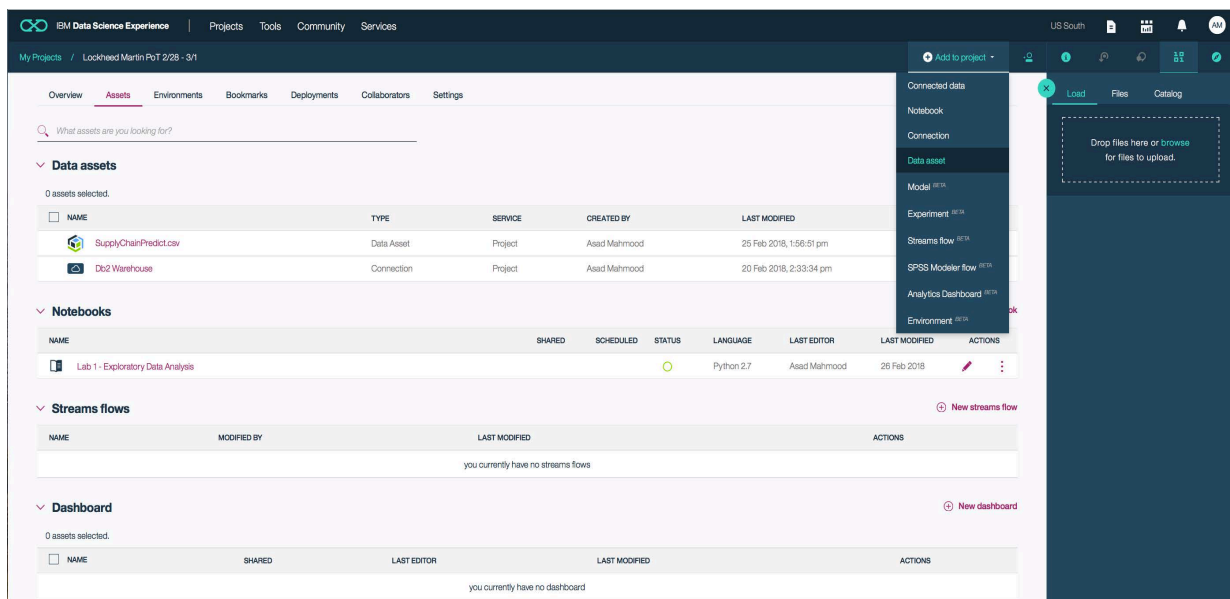 IBM Data Science Experience Projects Tools Community Services US South AM
My Projects / Lockheed Martin PoT 2/28 - 3/1 Add to project
Overview Assets Environments Bookmarks Deployments Collaborators Settings
What assets are you looking for?
Data assets
0 assets selected.
NAME TYPE SERVICE CREATED BY LAST MODIFIED
SupplyChainPredict.csv Data Asset Project Asad Mahmood 25 Feb 2018, 1:56:51 pm
Db2 Warehouse Connection Project Asad Mahmood 20 Feb 2018, 2:33:34 pm
Notebooks
NAME SHARED SCHEDULED STATUS LANGUAGE LAST EDITOR LAST MODIFIED ACTIONS
Lab 1 - Exploratory Data Analysis Python 2.7 Asad Mahmood 26 Feb 2018
Streams flows New streams flow
NAME MODIFIED BY LAST MODIFIED ACTIONS
you currently have no streams flows
Dashboard New dashboard
0 assets selected.
NAME SHARED LAST EDITOR LAST MODIFIED ACTIONS
you currently have no dashboard
Connected data
Notebook
Connection
Data asset
Model BETA
Experiment BETA
Streams flow BETA
SPSS Modeler flow BETA
Analytics Dashboard BETA
Environment BETA
Load Files Catalog
Drop files here or browse
for files to upload.